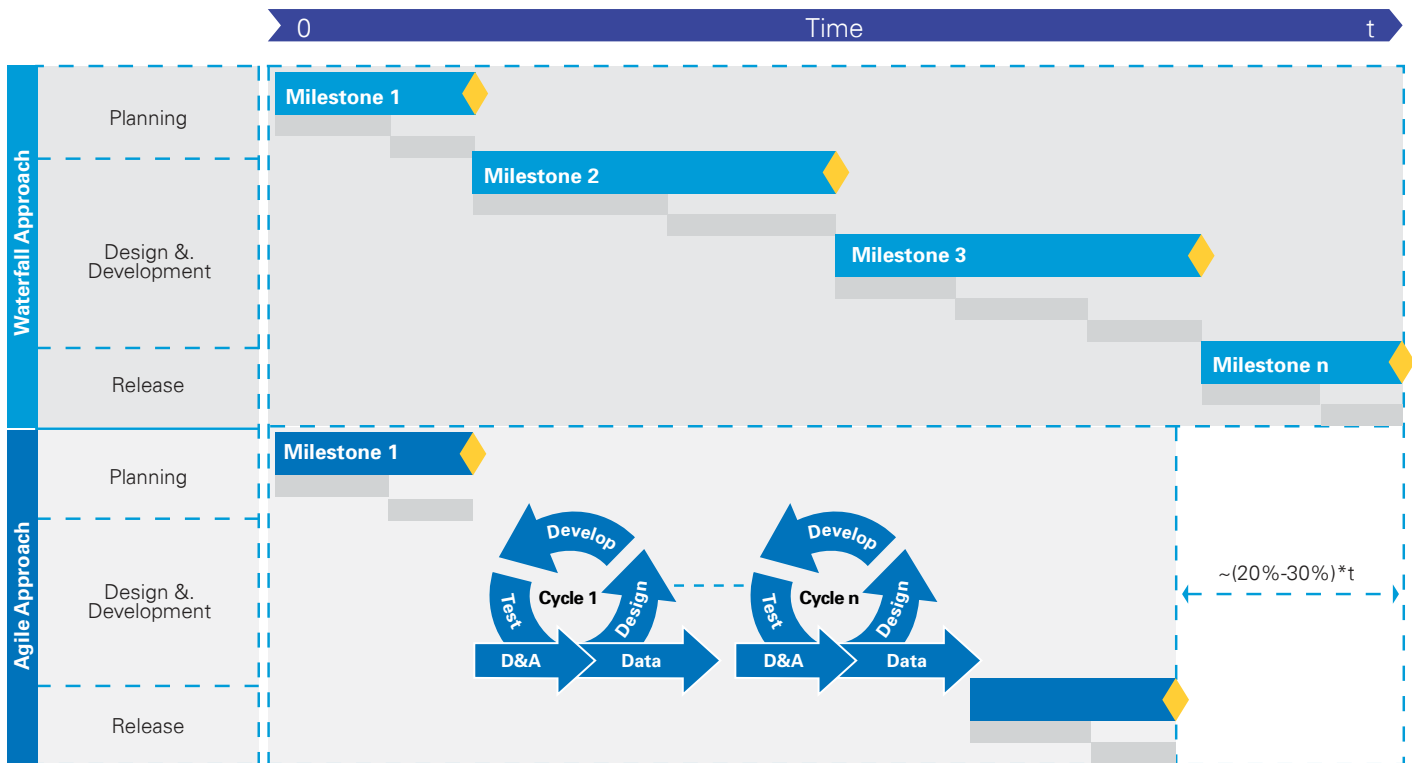 0 Time t
Waterfall Approach
Planning
Milestone 1
Milestone 2
Design &.
Development
Milestone 3
Release
Milestone n
Agile Approach
Planning
Milestone 1
Design &.
Development
Develop
Test
Cycle 1
Design
D&A
Data
Develop
Test
Cycle n
Design
D&A
Data
~(20%-30%)*t
Release